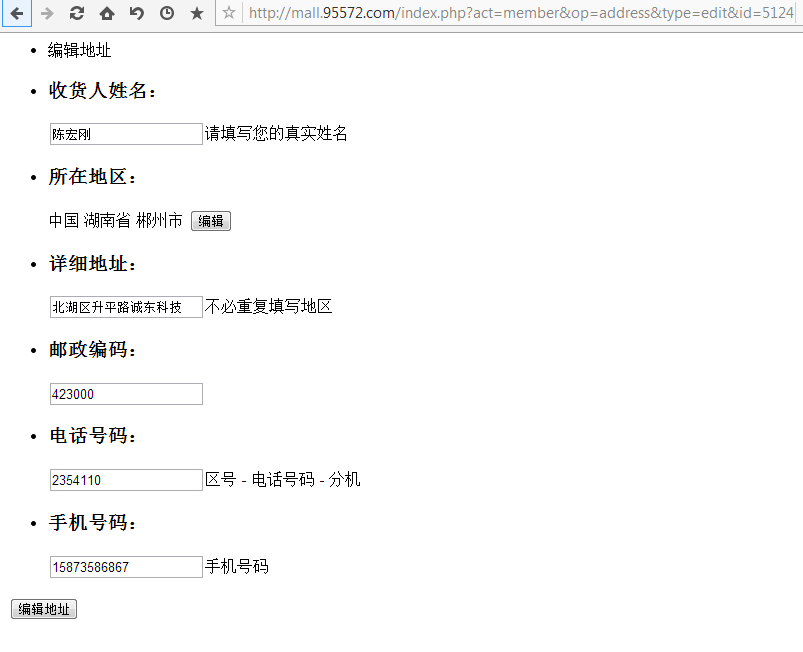 http://mall.95572.com/index.php?act=member&op=address&type=edit&id=5124
编辑地址
收货人姓名：
陈宏刚 请填写您的真实姓名
所在地区：
中国 湖南省 郴州市 编辑
详细地址：
北湖区升平路诚东科技 不必重复填写地区
邮政编码：
423000
电话号码：
2354110 区号 - 电话号码 - 分机
手机号码：
15873586867 手机号码
编辑地址